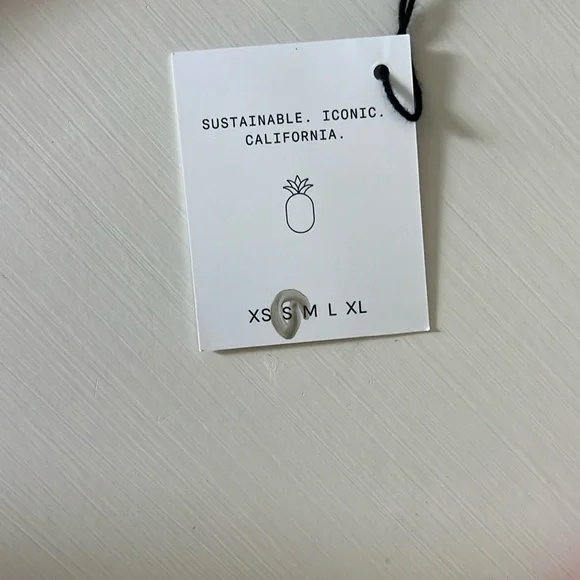 SUSTAINABLE. ICONIC.
CALIFORNIA.
XS S M L XL